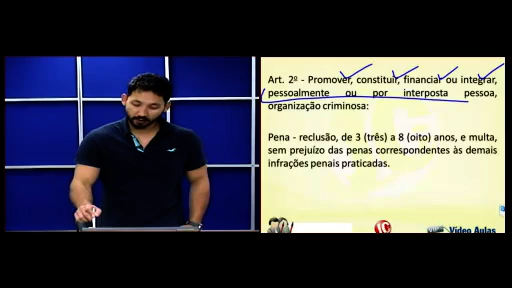 Art. 2º - Promover, constituir, financiar ou integrar,
pessoalmente ou por interposta pessoa,
organização criminosa:
Pena - reclusão, de 3 (três) a 8 (oito) anos, e multa,
sem prejuízo das penas correspondentes às demais
infrações penais praticadas.
Vídeo Aulas